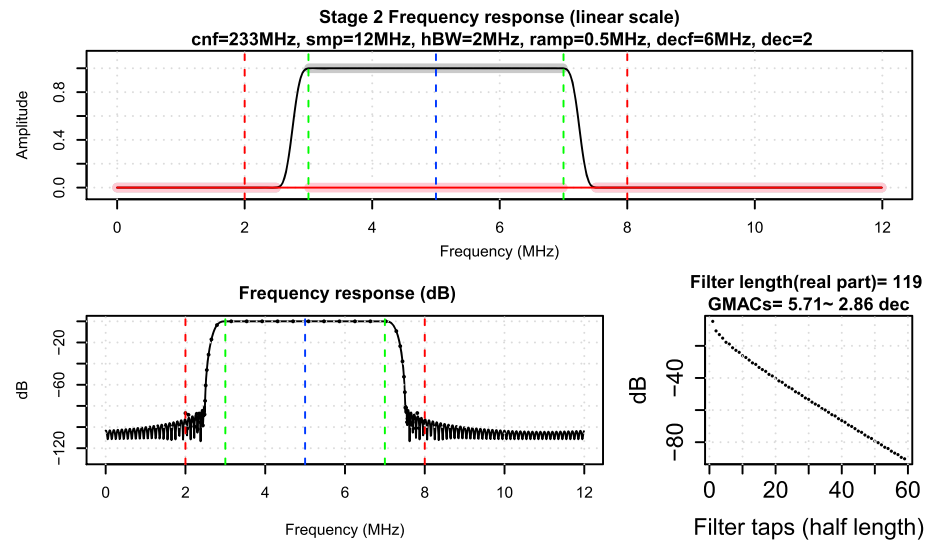 Stage 2 Frequency response (linear scale)
cnf=233MHz, smp=12MHz, hBW=2MHz, ramp=0.5MHz, decf=6MHz, dec=2
Amplitude
0.8
0.4
0.0
0 2 4 6 8 10 12
Frequency (MHz)
Frequency response (dB)
dB
−20
−60
−120
0 2 4 6 8 10 12
Frequency (MHz)
Filter length(real part)= 119
GMACs= 5.71~ 2.86 dec
dB
−40
−80
0 20 40 60
Filter taps (half length)